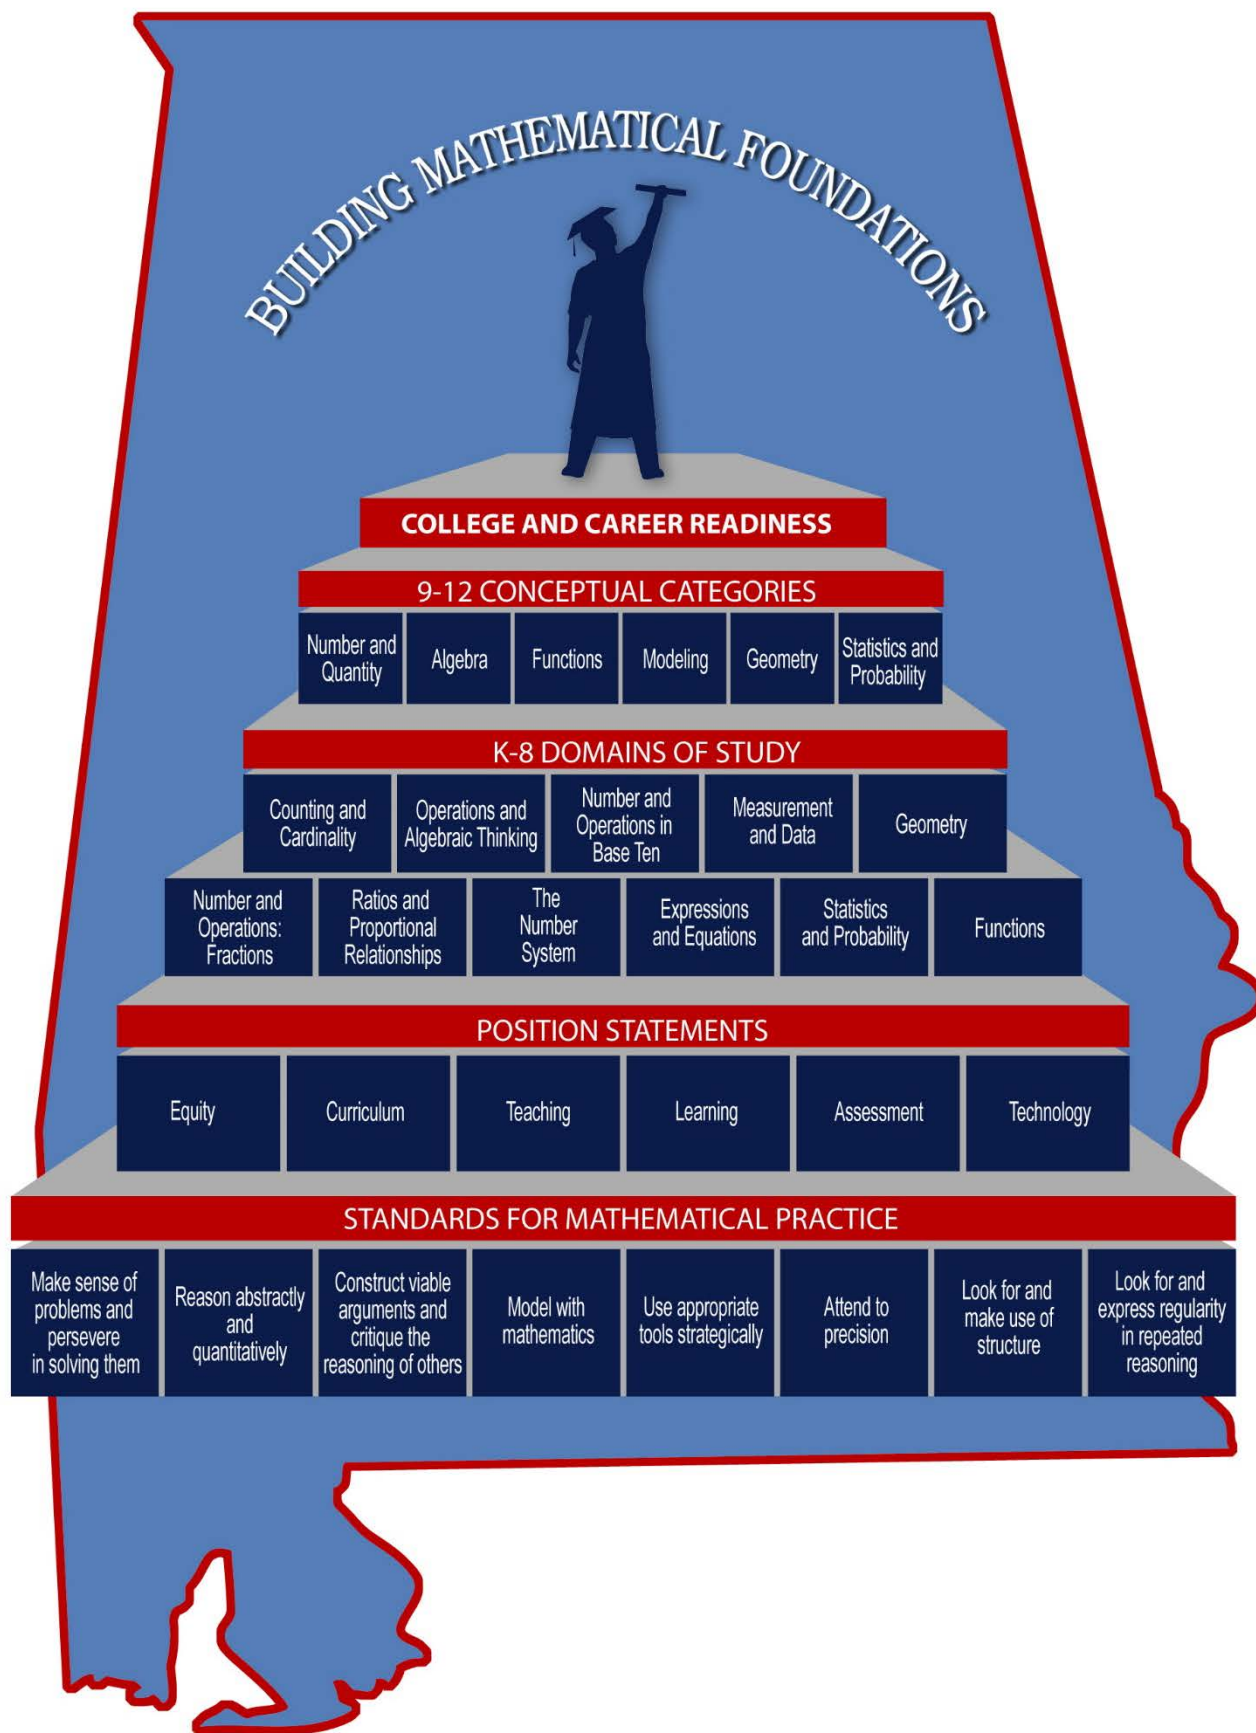 BUILDING MATHEMATICAL FOUNDATIONS
COLLEGE AND CAREER READINESS
9-12 CONCEPTUAL CATEGORIES
Number and
Quantity
Algebra
Functions
Modeling
Geometry
Statistics and
Probability
K-8 DOMAINS OF STUDY
Counting and
Cardinality
Operations and
Algebraic Thinking
Number and
Operations in
Base Ten
Measurement
and Data
Geometry
Number and
Operations:
Fractions
Ratios and
Proportional
Relationships
The
Number
System
Expressions
and Equations
Statistics
and Probability
Functions
POSITION STATEMENTS
Equity
Curriculum
Teaching
Learning
Assessment
Technology
STANDARDS FOR MATHEMATICAL PRACTICE
Make sense of
problems and
persevere
in solving them
Reason abstractly
and
quantitatively
Construct viable
arguments and
critique the
reasoning of others
Model with
mathematics
Use appropriate
tools strategically
Attend to
precision
Look for and
make use of
structure
Look for and
express regularity
in repeated
reasoning